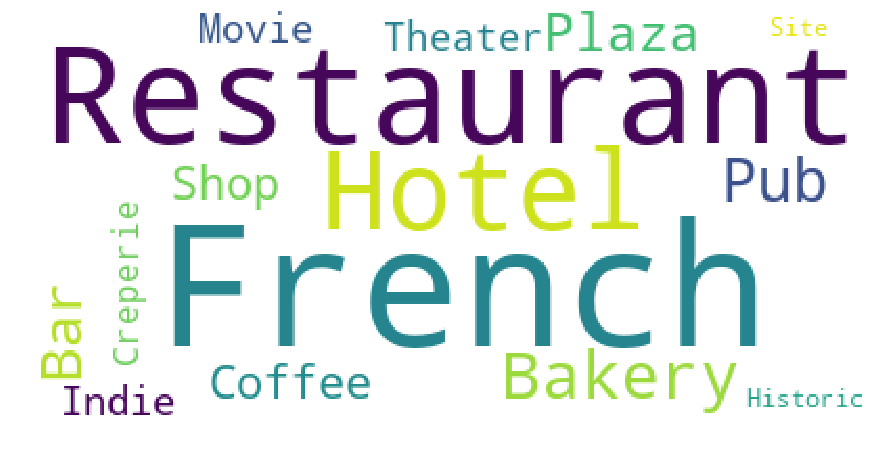 Movie
Theater
Plaza
Site
Restaurant
Shop
Hotel
Pub
Creperie
French
Bar
Coffee
Bakery
Indie
Historic